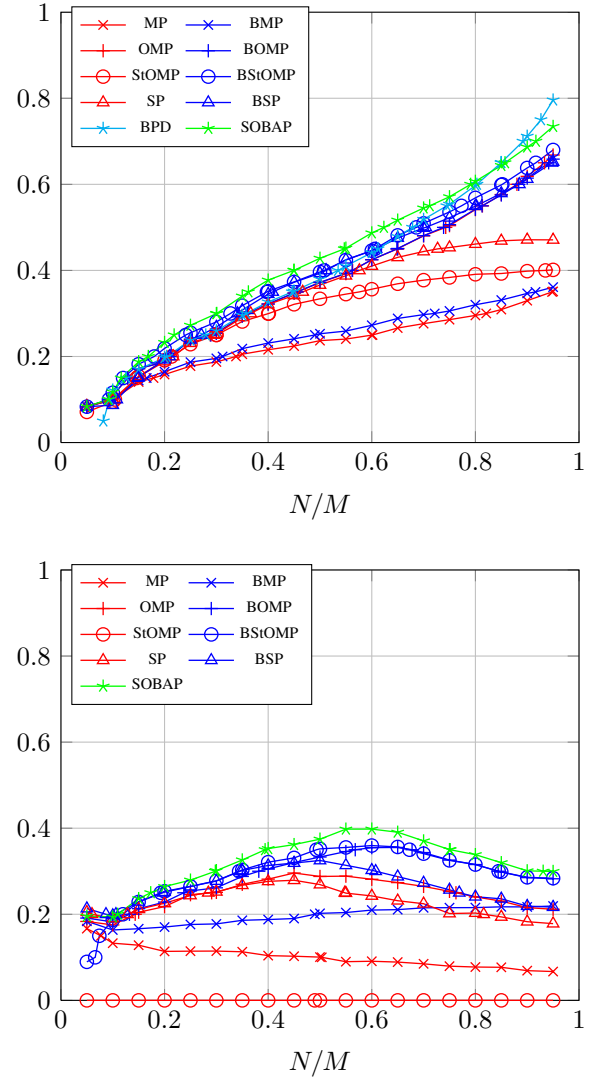 1
0.8
0.6
0.4
0.2
0
MP BMP
OMP BOMP
StOMP BStOMP
SP BSP
BPD SOBAP
0 0.2 0.4 0.6 0.8 1
N/M
1
0.8
0.6
0.4
0.2
0
MP BMP
OMP BOMP
StOMP BStOMP
SP BSP
SOBAP
0 0.2 0.4 0.6 0.8 1
N/M